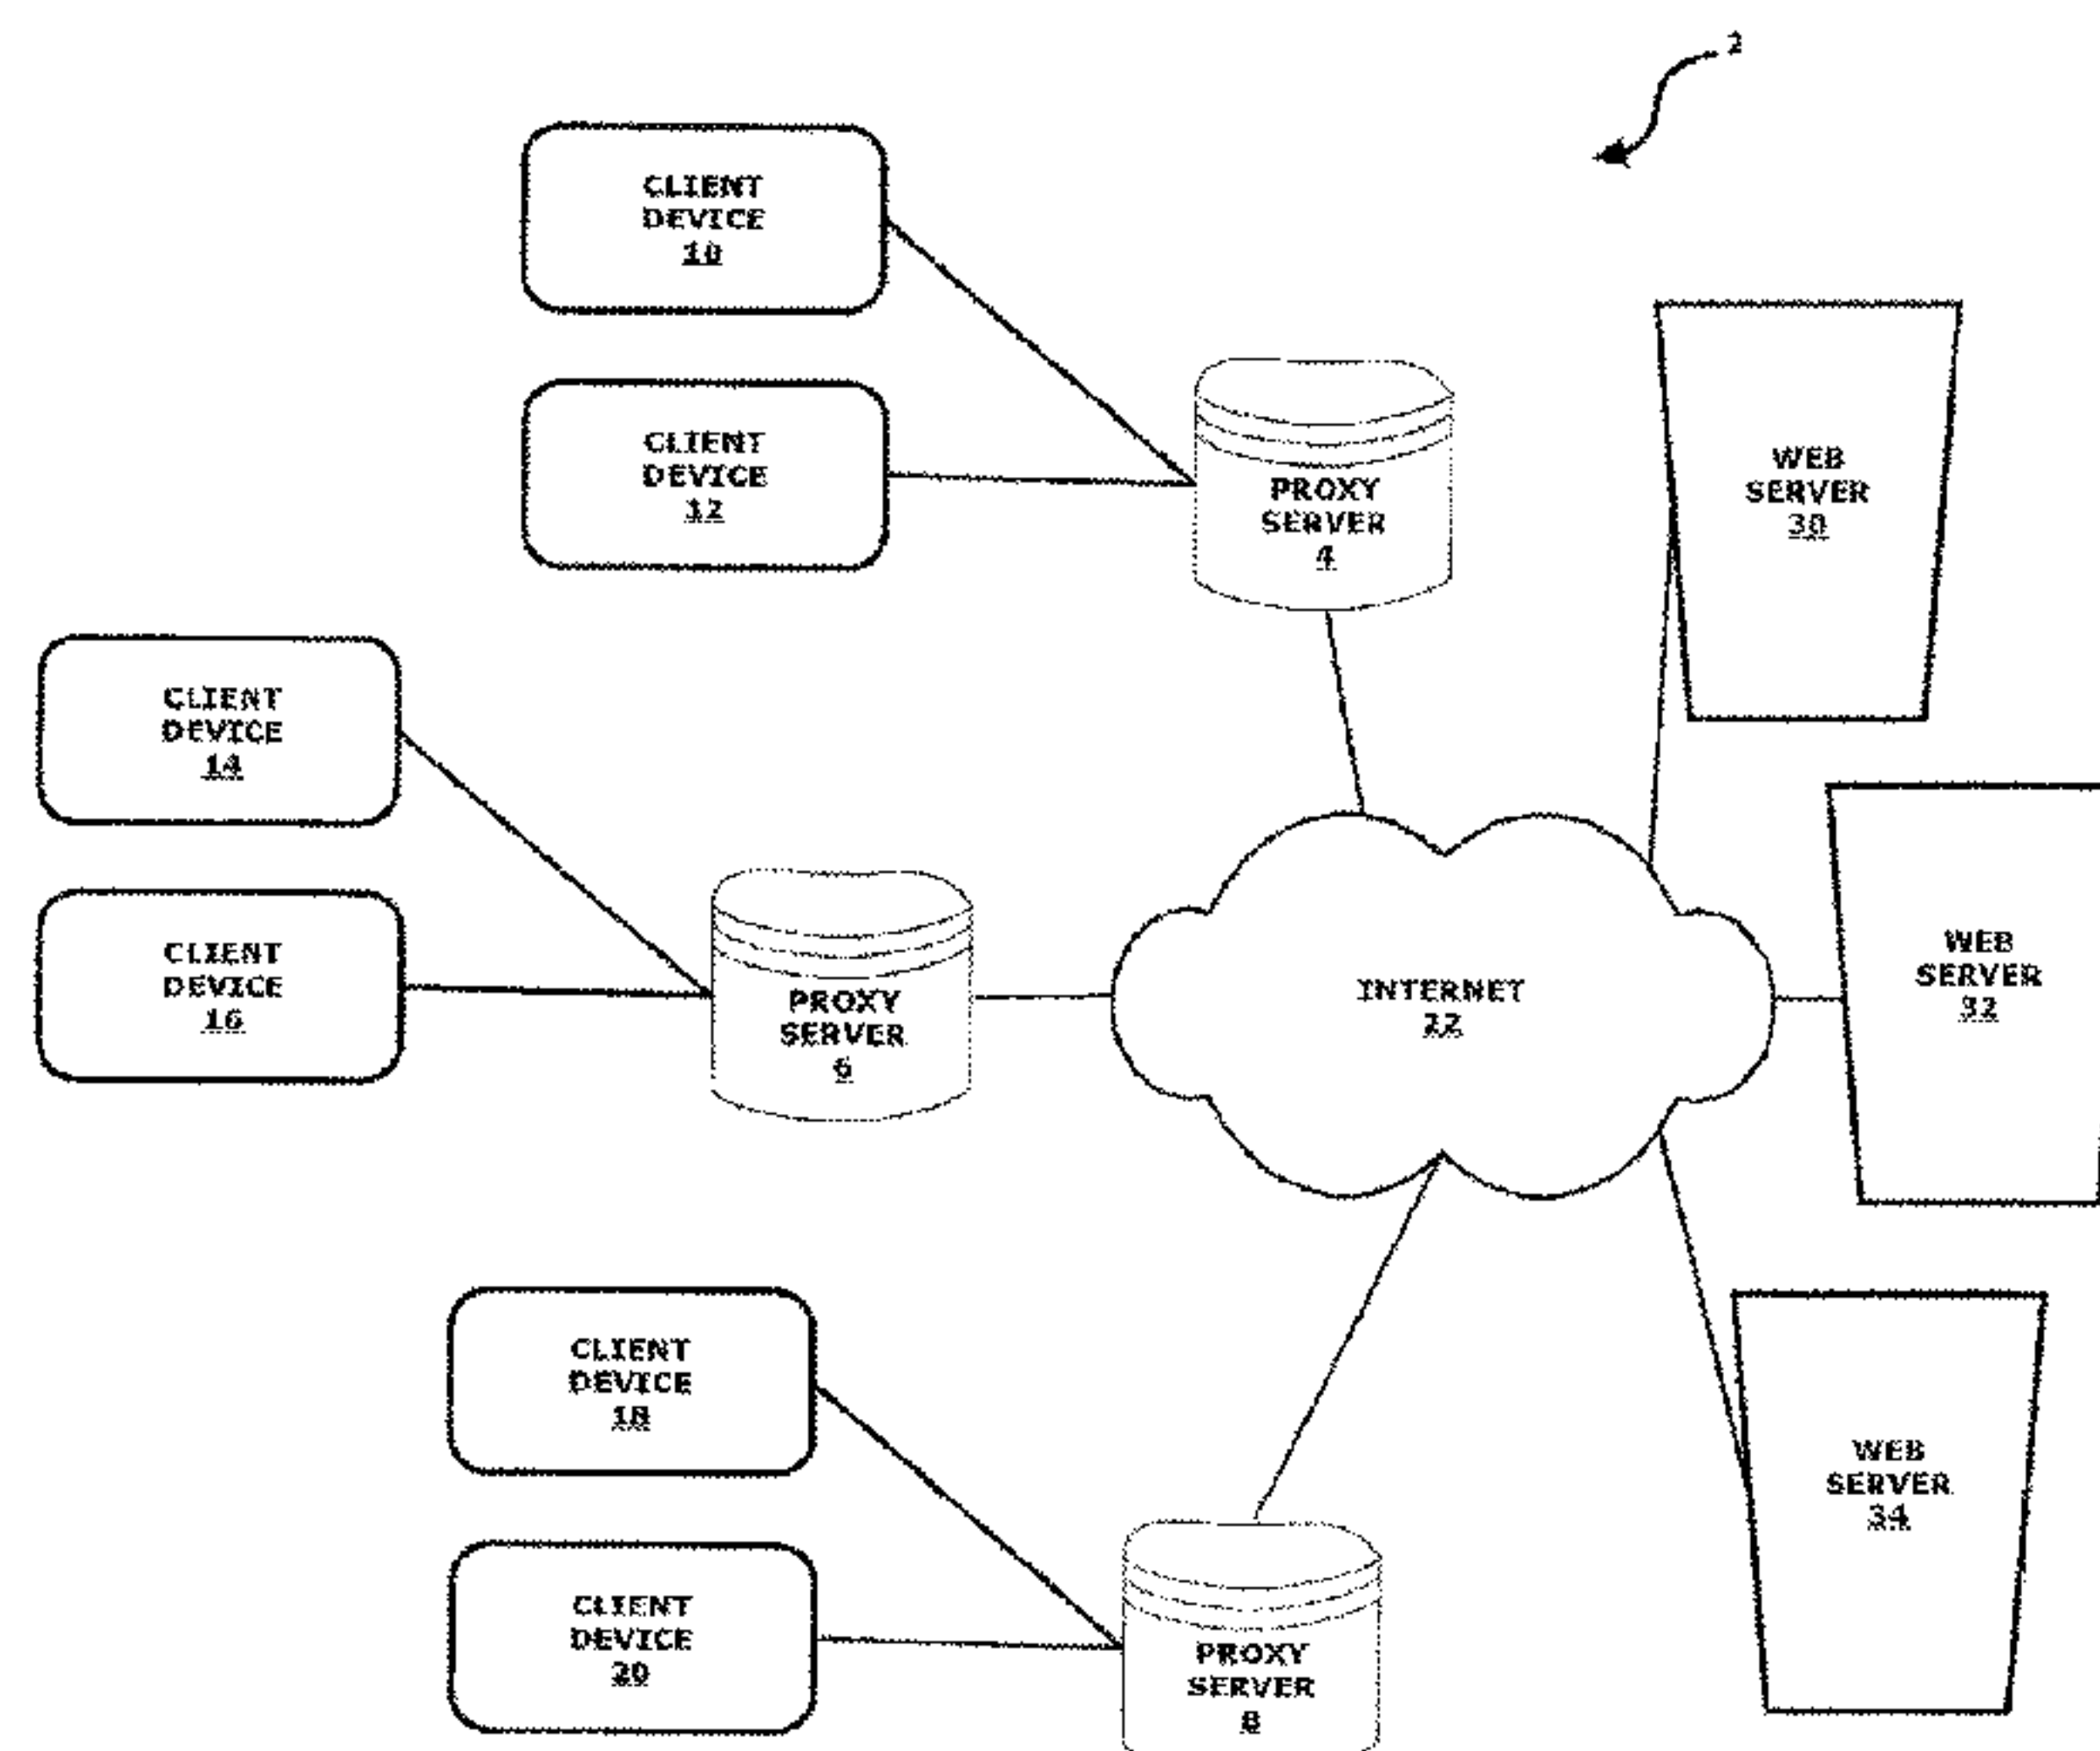 2
CLIENT
DEVICE
10
CLIENT
DEVICE
12
PROXY
SERVER
4
WEB
SERVER
30
CLIENT
DEVICE
14
CLIENT
DEVICE
16
PROXY
SERVER
6
INTERNET
22
WEB
SERVER
32
CLIENT
DEVICE
18
CLIENT
DEVICE
20
PROXY
SERVER
8
WEB
SERVER
34